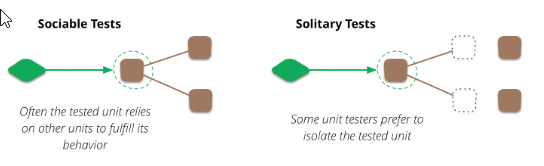 Sociable Tests
Often the tested unit relies
on other units to fulfill its
behavior
Solitary Tests
Some unit testers prefer to
isolate the tested unit